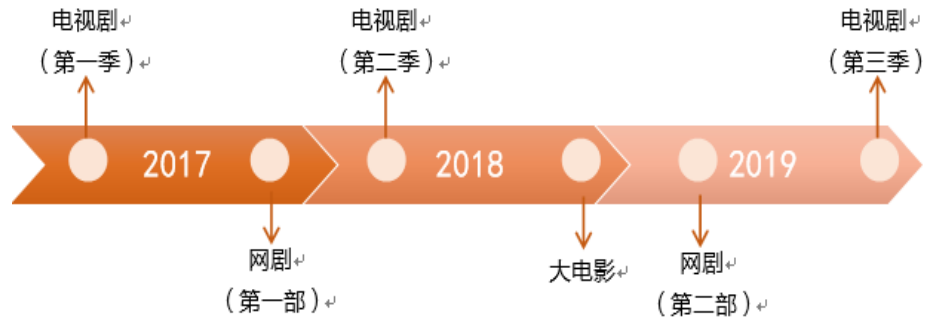 电视剧
（第一季）
电视剧
（第二季）
电视剧
（第三季）
2017
2018
2019
网剧
（第一部）
大电影
网剧
（第二部）